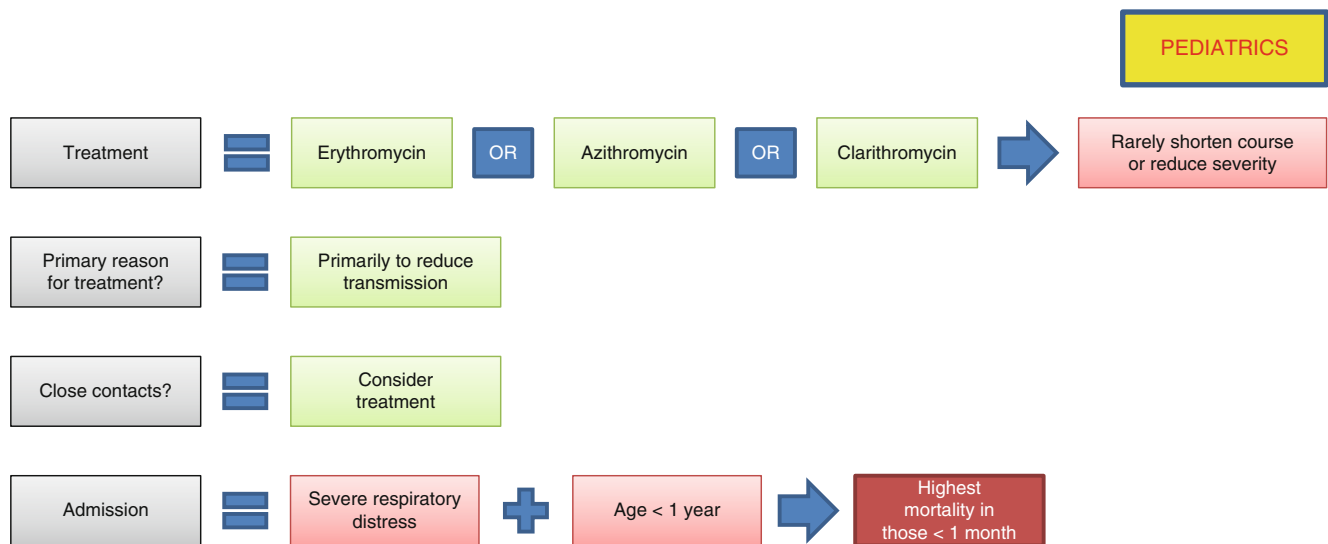 PEDIATRICS
Treatment
Erythromycin
OR
Azithromycin
OR
Clarithromycin
Rarely shorten course
or reduce severity
Primary reason
for treatment?
Primarily to reduce
transmission
Close contacts?
Consider
treatment
Admission
Severe respiratory
distress
Age < 1 year
Highest
mortality in
those < 1 month